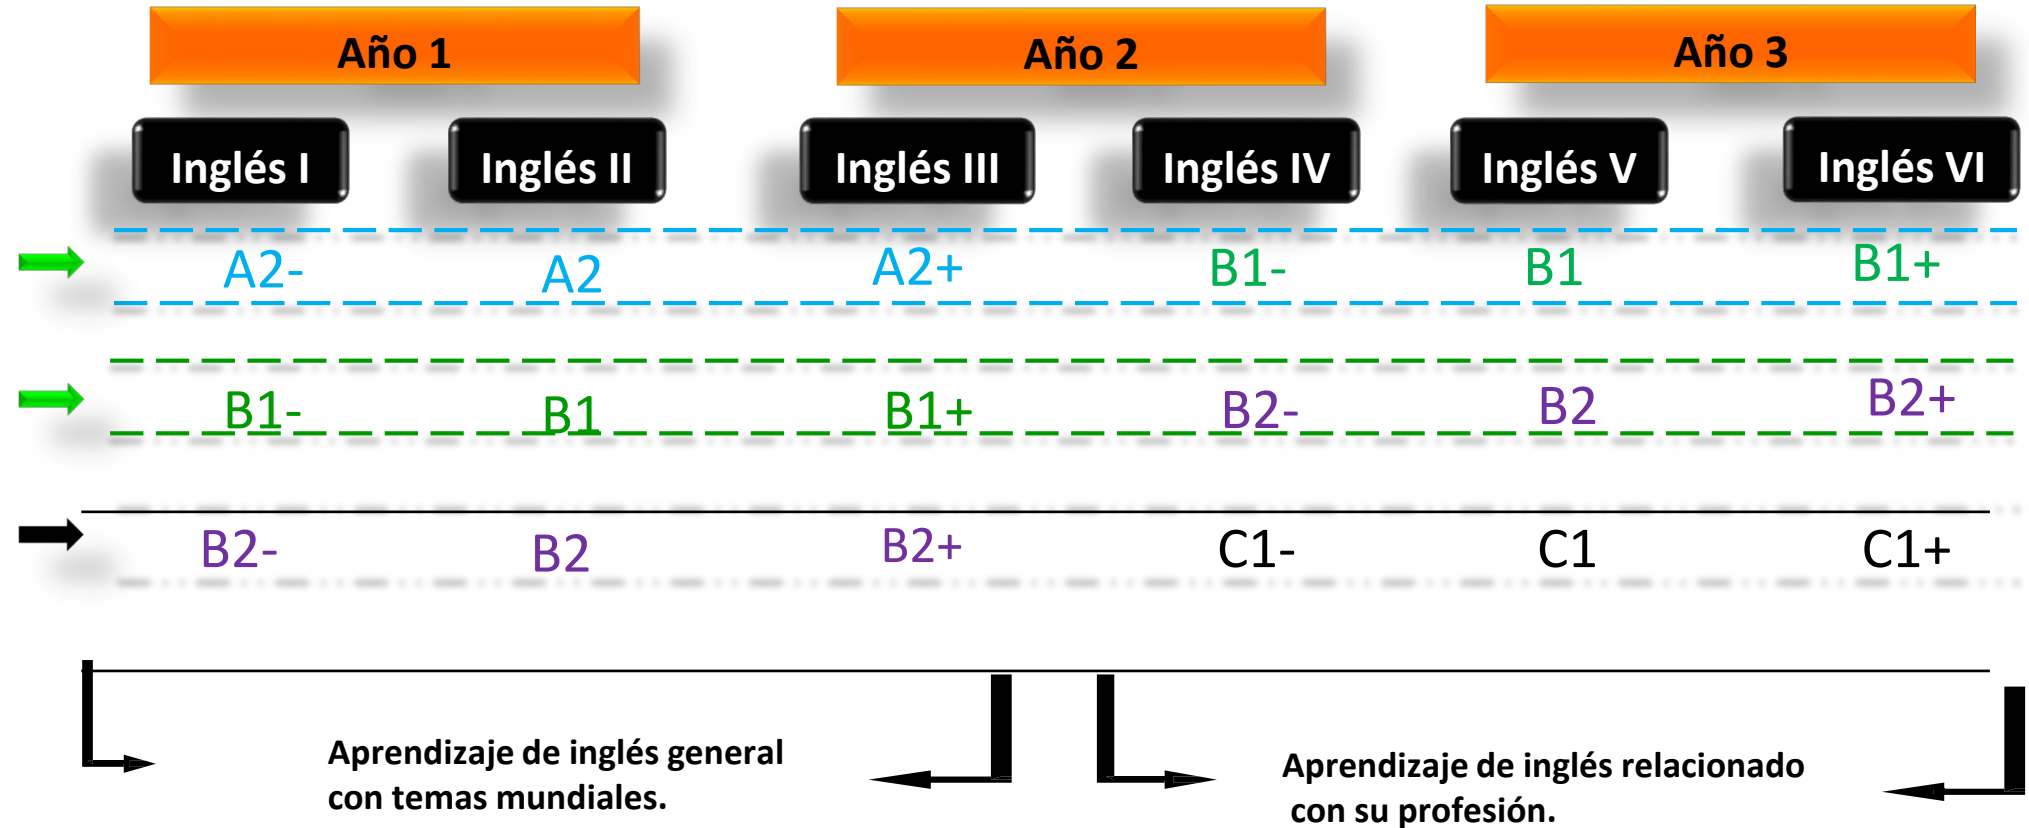 Año 1 Año 2 Año 3
Inglés I Inglés II Inglés III Inglés IV Inglés V Inglés VI
A2- A2 A2+ B1- B1 B1+
B1- B1 B1+ B2- B2 B2+
B2- B2 B2+ C1- C1 C1+
Aprendizaje de inglés general
con temas mundiales.
Aprendizaje de inglés relacionado
con su profesión.